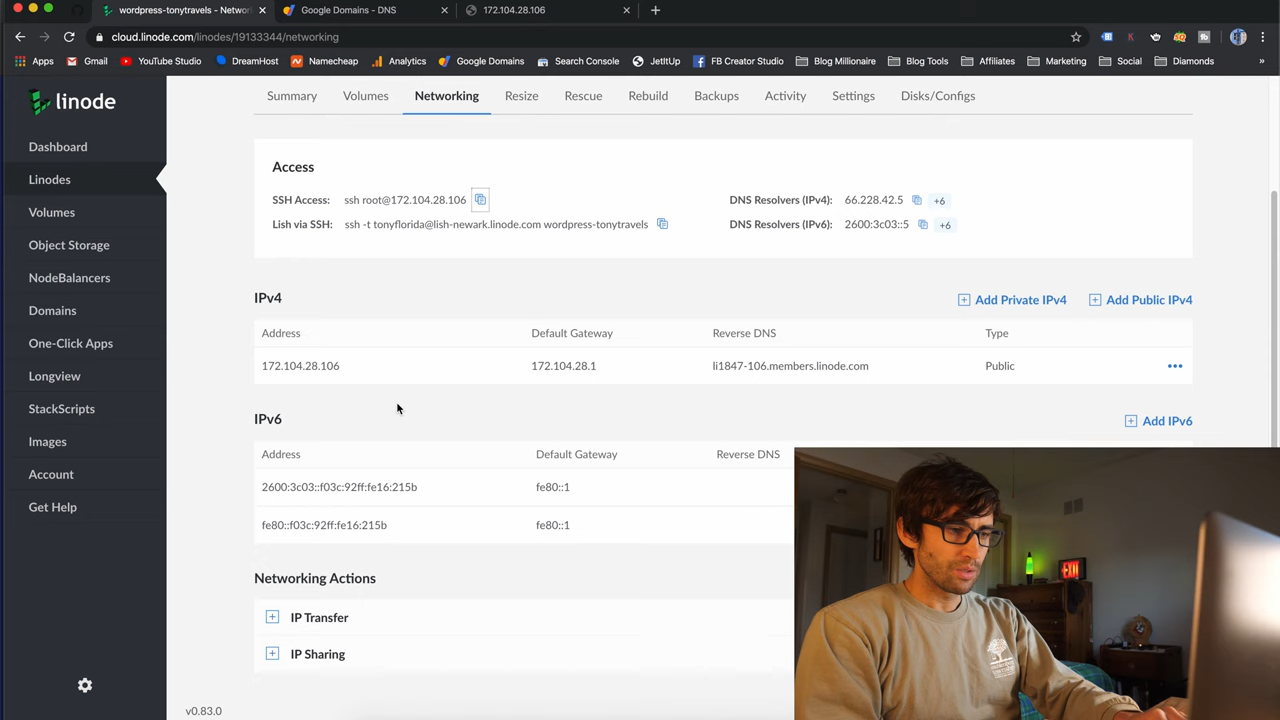 wordpress-tonytravels - Networ
Google Domains - DNS
172.104.28.106
cloud.linode.com/linodes/19133344/networking
Apps
Gmail
YouTube Studio
DreamHost
Namecheap
Analytics
Google Domains
Search Console
JetItUp
FB Creator Studio
Blog Millionaire
Blog Tools
Affiliates
Marketing
Social
Diamonds
»
linode
Dashboard
Linodes
Volumes
Object Storage
NodeBalancers
Domains
One-Click Apps
Longview
StackScripts
Images
Account
Get Help
Summary
Volumes
Networking
Resize
Rescue
Rebuild
Backups
Activity
Settings
Disks/Configs
Access
SSH Access: ssh root@172.104.28.106
DNS Resolvers (IPv4): 66.228.42.5 +6
Lish via SSH: ssh -t tonyflorida@lish-newark.linode.com wordpress-tonytravels
DNS Resolvers (IPv6): 2600:3c03::5 +6
IPv4
Add Private IPv4
Add Public IPv4
Address Default Gateway Reverse DNS Type
172.104.28.106 172.104.28.1 li1847-106.members.linode.com Public
IPv6
Add IPv6
Address Default Gateway Reverse DNS
2600:3c03::f03c:92ff:fe16:215b fe80::1
fe80::f03c:92ff:fe16:215b fe80::1
Networking Actions
IP Transfer
IP Sharing
v0.83.0